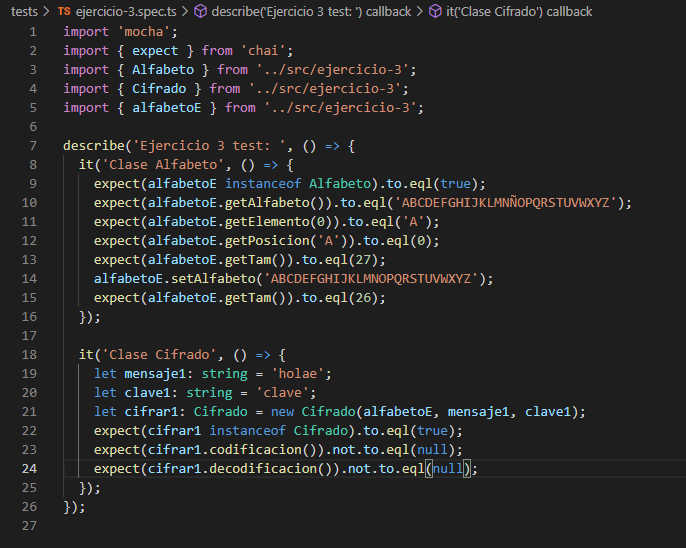 tests > TS ejercicio-3.spec.ts > describe('Ejercicio 3 test: ') callback > it('Clase Cifrado') callback
1 import 'mocha';
2 import { expect } from 'chai';
3 import { Alfabeto } from '../src/ejercicio-3';
4 import { Cifrado } from '../src/ejercicio-3';
5 import { alfabetoE } from '../src/ejercicio-3';
6
7 describe('Ejercicio 3 test: ', () => {
8   it('Clase Alfabeto', () => {
9     expect(alfabetoE instanceof Alfabeto).to.eql(true);
10     expect(alfabetoE.getAlfabeto()).to.eql('ABCDEFGHIJKLMNÑOPQRSTUVWXYZ');
11     expect(alfabetoE.getElemento(0)).to.eql('A');
12     expect(alfabetoE.getPosicion('A')).to.eql(0);
13     expect(alfabetoE.getTam()).to.eql(27);
14     alfabetoE.setAlfabeto('ABCDEFGHIJKLMNOPQRSTUVWXYZ');
15     expect(alfabetoE.getTam()).to.eql(26);
16   });
17
18   it('Clase Cifrado', () => {
19     let mensaje1: string = 'holae';
20     let clave1: string = 'clave';
21     let cifrar1: Cifrado = new Cifrado(alfabetoE, mensaje1, clave1);
22     expect(cifrar1 instanceof Cifrado).to.eql(true);
23     expect(cifrar1.codificacion()).not.to.eql(null);
24     expect(cifrar1.decodificacion()).not.to.eql(null);
25   });
26 });
27